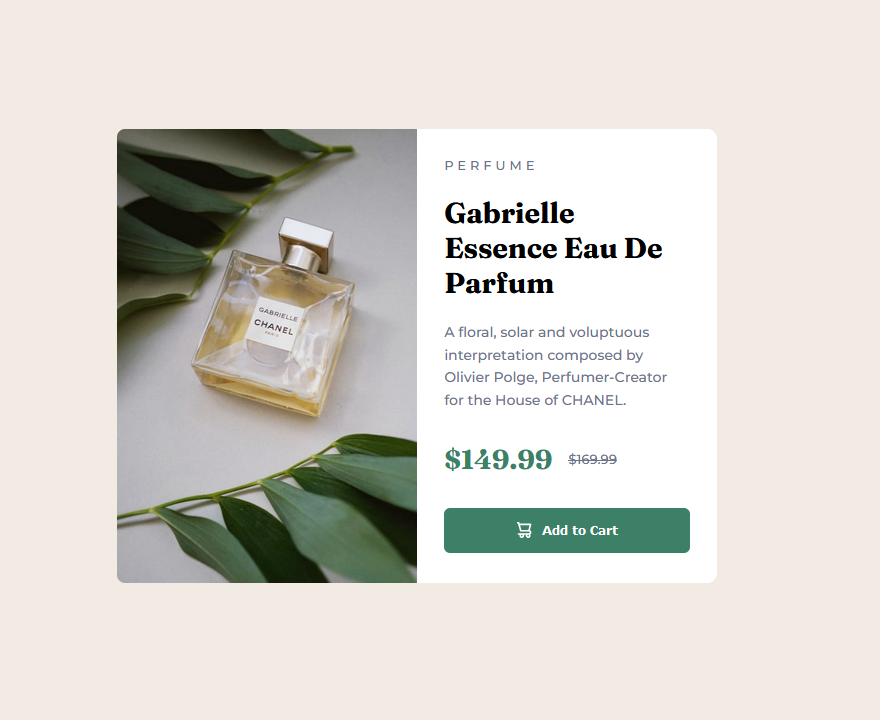 GABRIELLE
CHANEL
PARIS
PERFUME
Gabrielle
Essence Eau De
Parfum
A floral, solar and voluptuous
interpretation composed by
Olivier Polge, Perfumer-Creator
for the House of CHANEL.
$149.99 $169.99
Add to Cart